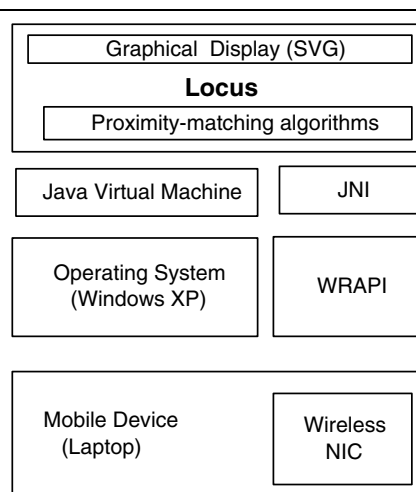 Graphical Display (SVG)
Locus
Proximity-matching algorithms
Java Virtual Machine
JNI
Operating System
(Windows XP)
WRAPI
Mobile Device
(Laptop)
Wireless
NIC